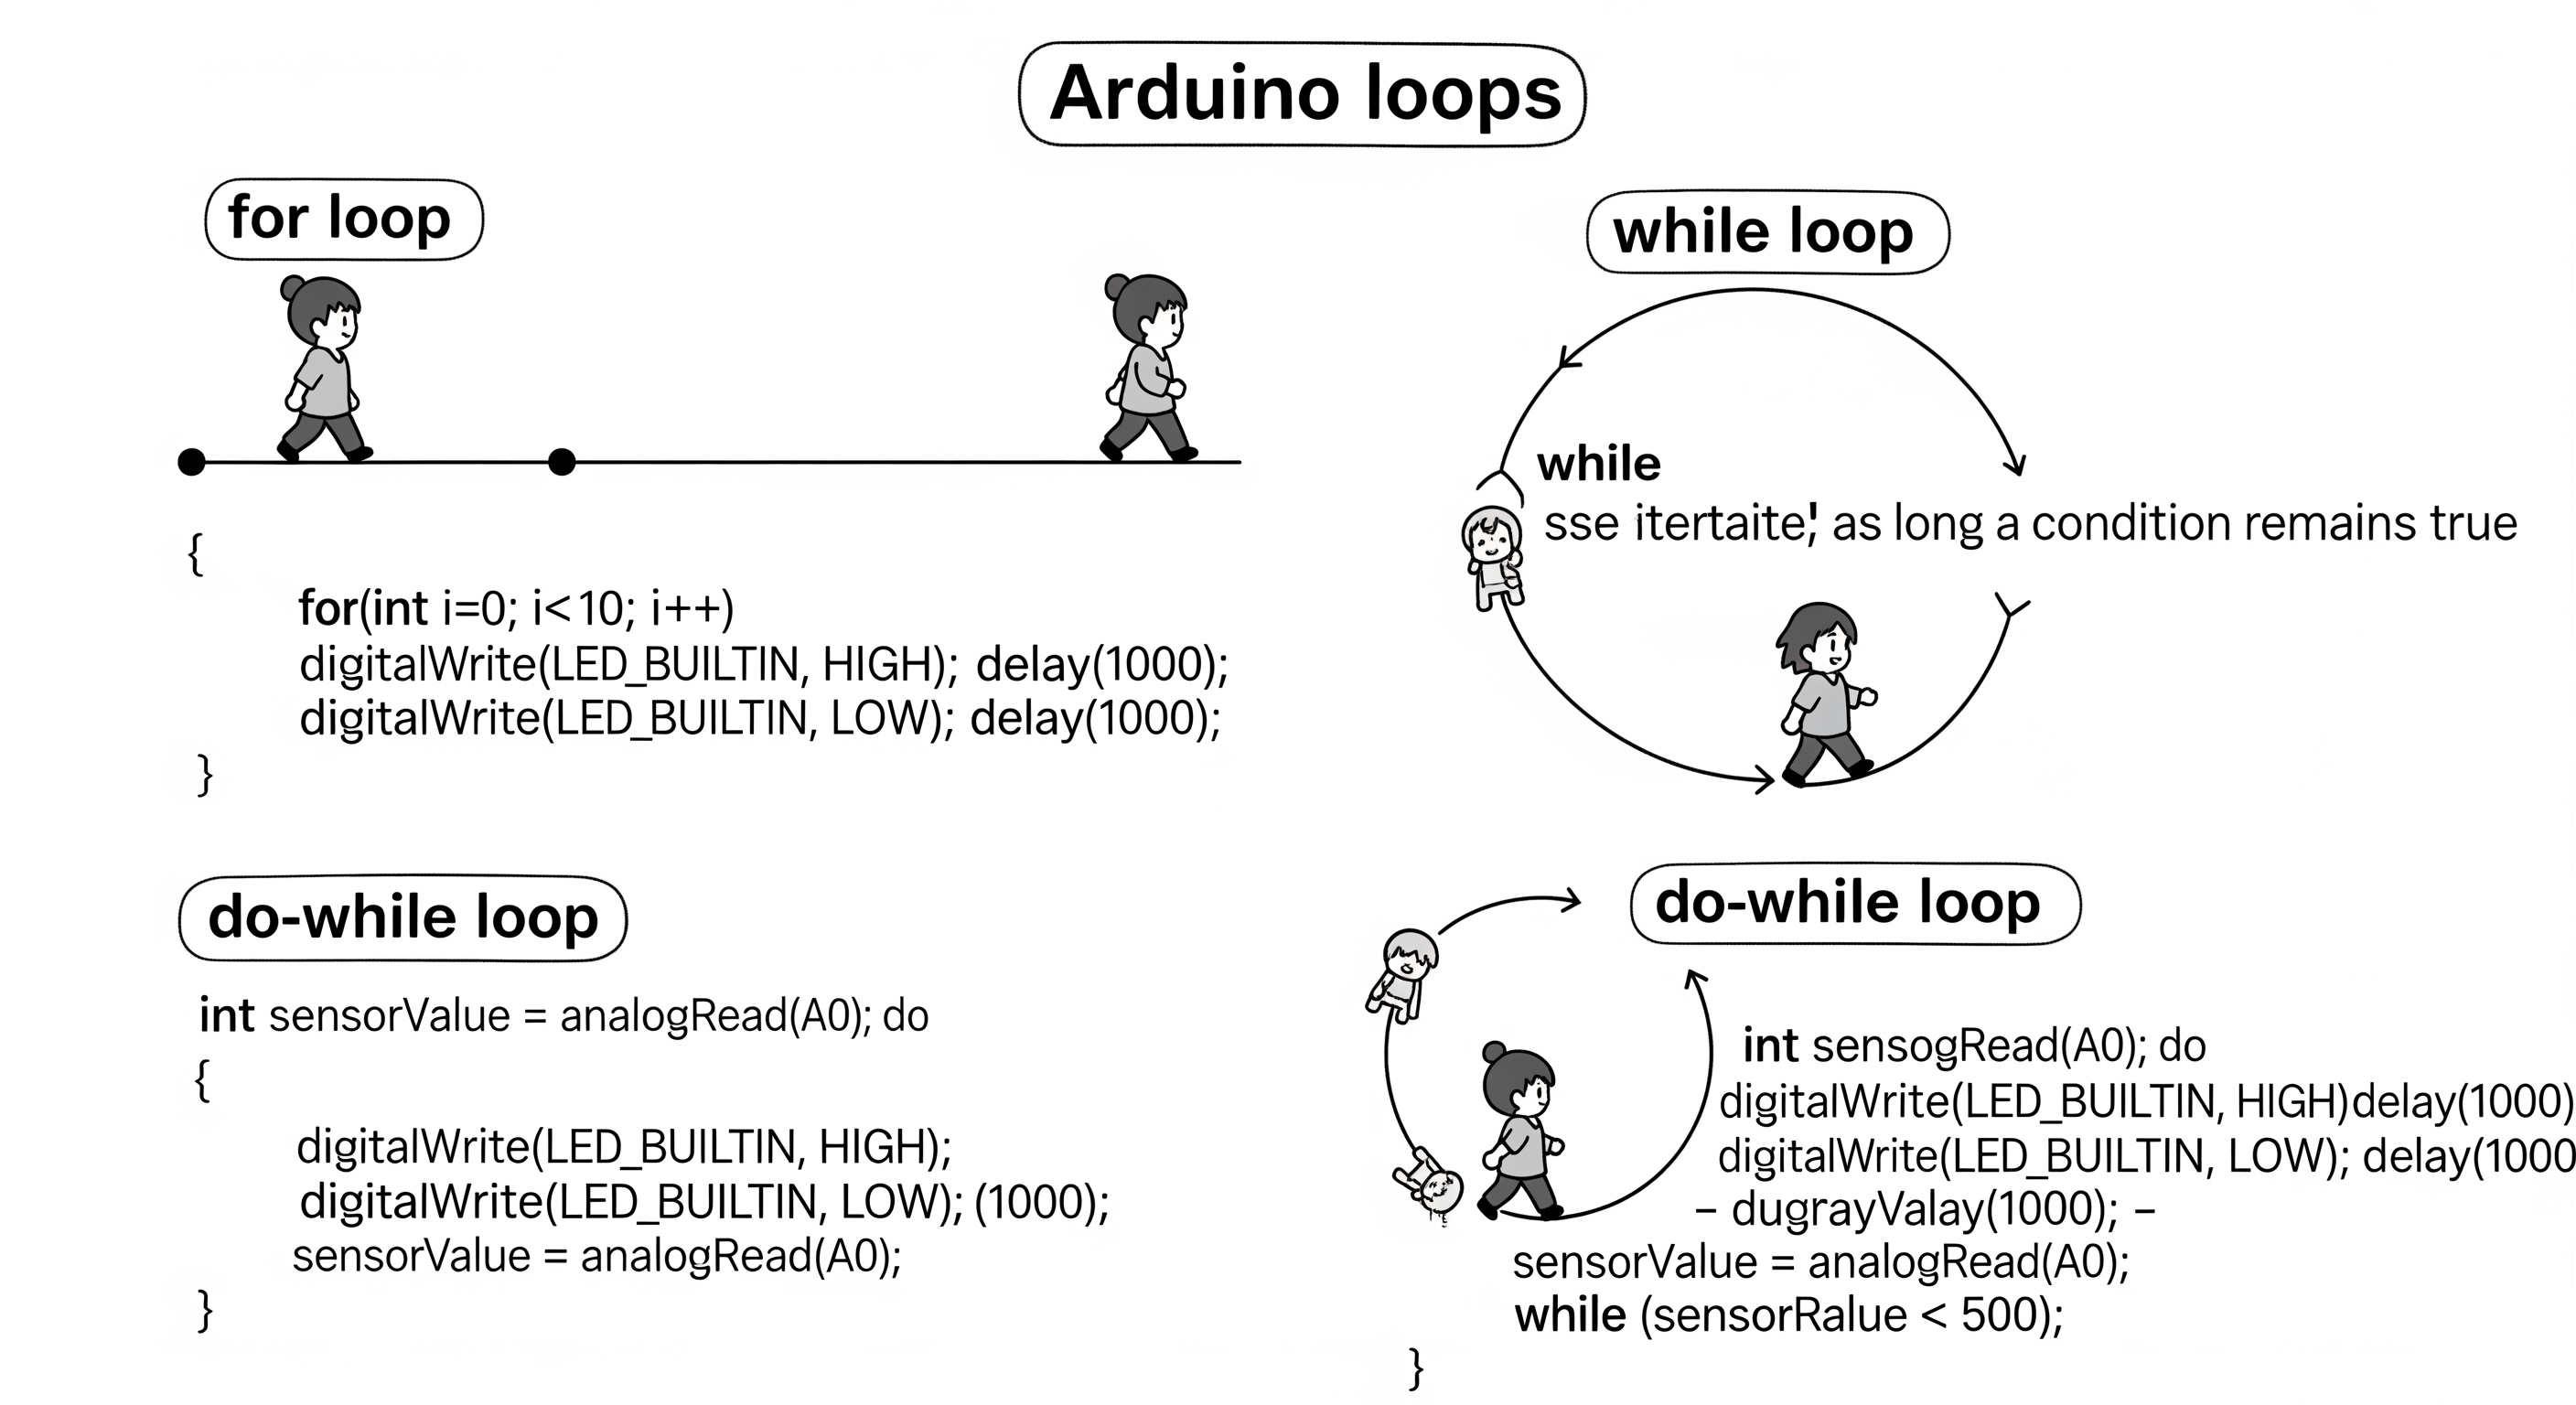 Arduino loops
for loop
{
for(int i=0; i<10; i++)
digitalWrite(LED_BUILTIN, HIGH); delay(1000);
digitalWrite(LED_BUILTIN, LOW); delay(1000);
}
while loop
while
sse itertaite,' as long a condition remains true
do-while loop
int sensorValue = analogRead(A0); do
{
digitalWrite(LED_BUILTIN, HIGH);
digitalWrite(LED_BUILTIN, LOW); (1000);
sensorValue = analogRead(A0);
}
do-while loop
int sensogRead(A0); do
digitalWrite(LED_BUILTIN, HIGH)delay(1000)
digitalWrite(LED_BUILTIN, LOW); delay(1000
– dugrayValay(1000); –
sensorValue = analogRead(A0);
while (sensorRalue < 500);
}